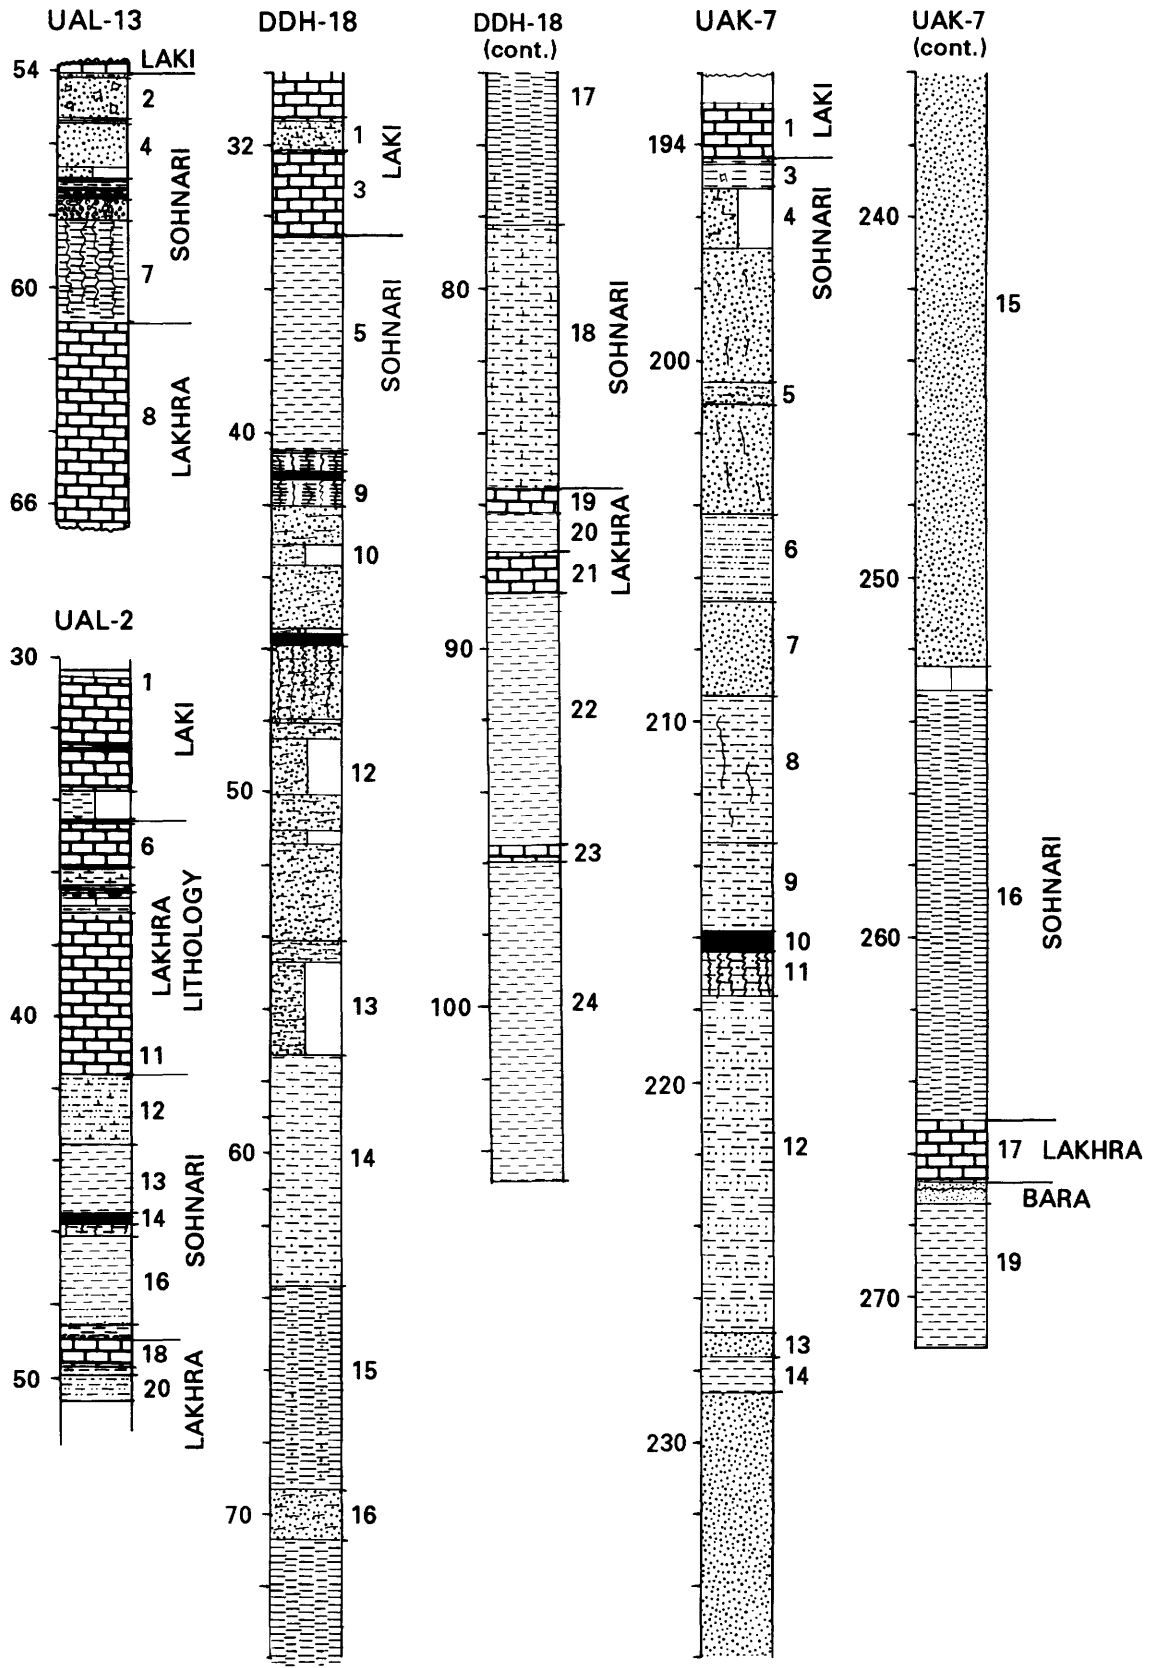 UAL-13
54
LAKI
2
4
SOHNARI
7
60
8
LAKHRA
66
UAL-2
30
1
LAKI
6
LAKHRA
LITHOLOGY
40
11
12
13
SOHNARI
14
16
18
LAKHRA
50
20
DDH-18
1
32
LAKI
3
5
SOHNARI
40
9
10
12
50
13
60
14
15
70
16
DDH-18
(cont.)
17
80
18
SOHNARI
19
20
LAKHRA
21
90
22
23
100
24
UAK-7
1
LAKI
194
3
4
SOHNARI
200
5
6
7
210
8
9
10
11
220
12
13
14
230
UAK-7
(cont.)
240
15
250
16
SOHNARI
260
17 LAKHRA
BARA
19
270